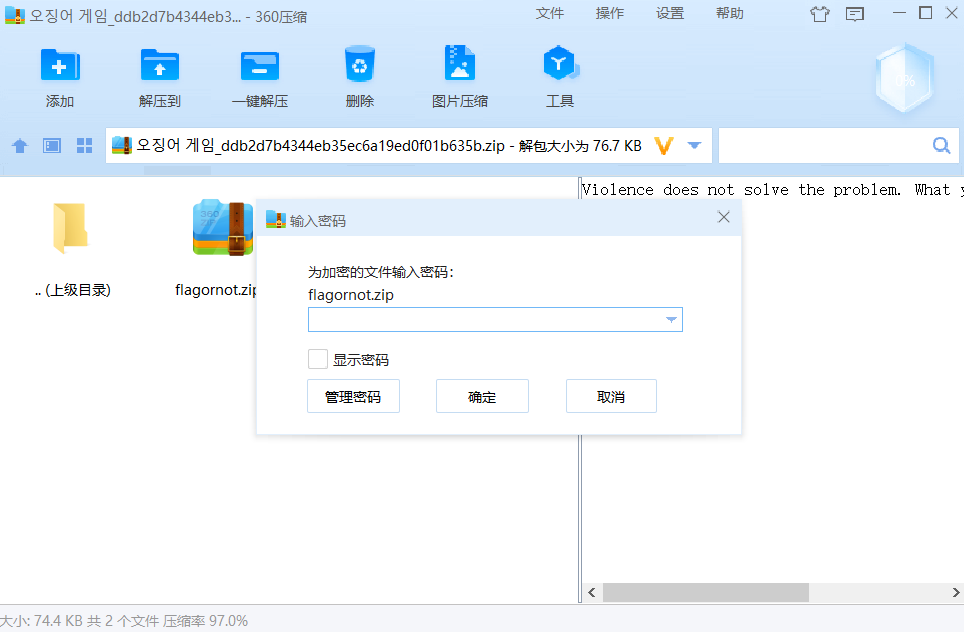 오징어 게임_ddb2d7b4344eb3... - 360压缩
文件 操作 设置 帮助
添加 解压到 一键解压 删除 图片压缩 工具
0%
오징어 게임_ddb2d7b4344eb35ec6a19ed0f01b635b.zip - 解包大小为 76.7 KB
Violence does not solve the problem. What y
360
.. (上级目录)
flagornot.zip
输入密码
为加密的文件输入密码:
flagornot.zip
显示密码
管理密码 确定 取消
大小: 74.4 KB 共 2 个文件 压缩率 97.0%